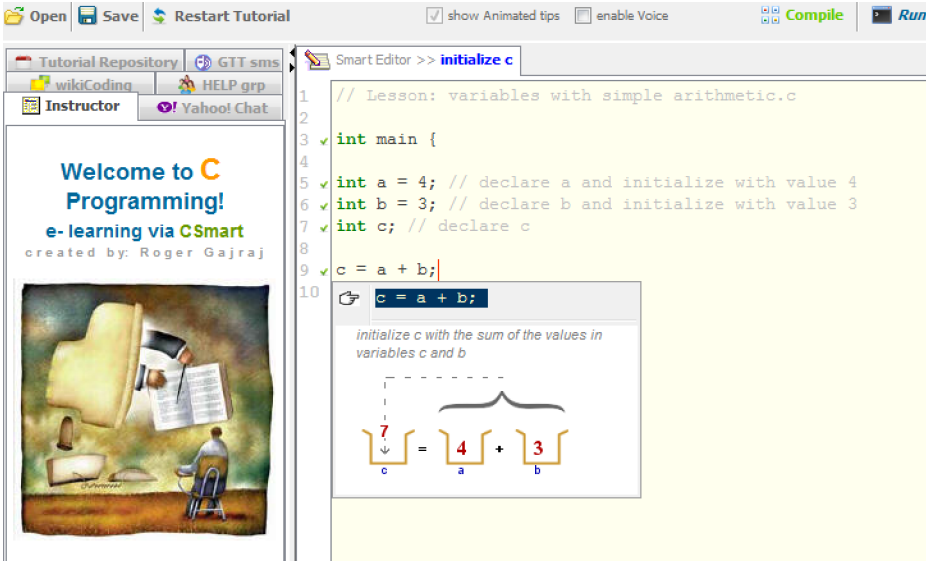 Open Save Restart Tutorial show Animated tips enable Voice Compile Run
Tutorial Repository GTT sms
wikiCoding HELP grp
Instructor Yahoo! Chat
Welcome to C
Programming!
e- learning via CSmart
created by: Roger Gajraj
Smart Editor >> initialize c
1 // Lesson: variables with simple arithmetic.c
2
3 int main {
4
5 int a = 4; // declare a and initialize with value 4
6 int b = 3; // declare b and initialize with value 3
7 int c; // declare c
8
9 c = a + b;
10
c = a + b;
initialize c with the sum of the values in
variables c and b
7 = 4 + 3
c a b